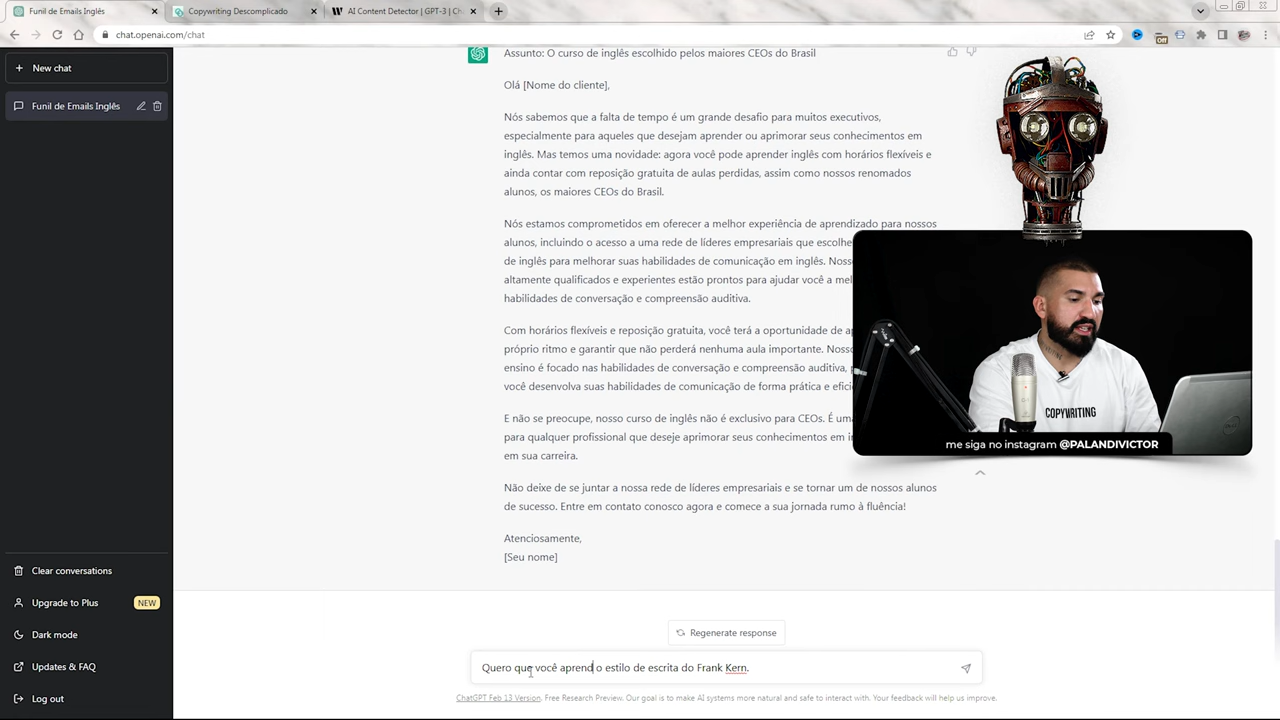 Funil de Emails Inglês
Copywriting Descomplicado
AI Content Detector | GPT-3 | C
chat.openai.com/chat
Off
New chat
Funil de Emails Inglês
Assunto: O curso de inglês escolhido pelos maiores CEOs do Brasil
Olá [Nome do cliente],
Nós sabemos que a falta de tempo é um grande desafio para muitos executivos,
especialmente para aqueles que desejam aprender ou aprimorar seus conhecimentos em
inglês. Mas temos uma novidade: agora você pode aprender inglês com horários flexíveis e
ainda contar com reposição gratuita de aulas perdidas, assim como nossos renomados
alunos, os maiores CEOs do Brasil.
Nós estamos comprometidos em oferecer a melhor experiência de aprendizado para nossos
alunos, incluindo o acesso a uma rede de líderes empresariais que escolhe
de inglês para melhorar suas habilidades de comunicação em inglês. Noss
altamente qualificados e experientes estão prontos para ajudar você a me
habilidades de conversação e compreensão auditiva.
Com horários flexíveis e reposição gratuita, você terá a oportunidade de a
próprio ritmo e garantir que não perderá nenhuma aula importante. Noss
ensino é focado nas habilidades de conversação e compreensão auditiva,
você desenvolva suas habilidades de comunicação de forma prática e efici
E não se preocupe, nosso curso de inglês não é exclusivo para CEOs. É um
para qualquer profissional que deseje aprimorar seus conhecimentos em i
em sua carreira.
Não deixe de se juntar a nossa rede de líderes empresariais e se tornar um de nossos alunos
de sucesso. Entre em contato conosco agora e comece a sua jornada rumo à fluência!
Atenciosamente,
[Seu nome]
COPYWRITING
me siga no instagram @PALANDIVICTOR
Clear conversations
Upgrade to Plus NEW
Dark mode
Updates & FAQ
Log out
Regenerate response
Quero que você aprend o estilo de escrita do Frank Kern.
ChatGPT Feb 13 Version. Free Research Preview. Our goal is to make AI systems more natural and safe to interact with. Your feedback will help us improve.